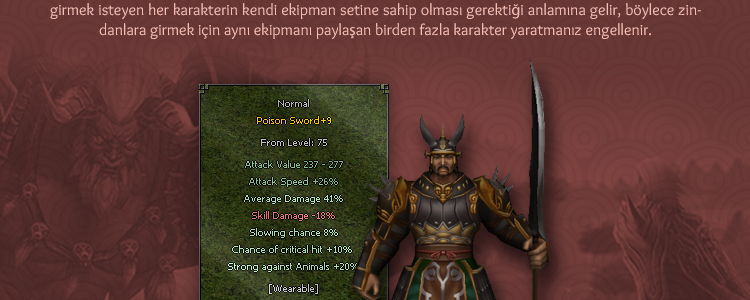 girmek isteyen her karakterin kendi ekipman setine sahip olması gerektiği anlamına gelir, böylece zin-
danlara girmek için aynı ekipmanı paylaşan birden fazla karakter yaratmanız engellenir.
Normal
Poison Sword+9
From Level: 75
Attack Value 237 - 277
Attack Speed +26%
Average Damage 41%
Skill Damage -18%
Slowing chance 8%
Chance of critical hit +10%
Strong against Animals +20%
[Wearable]